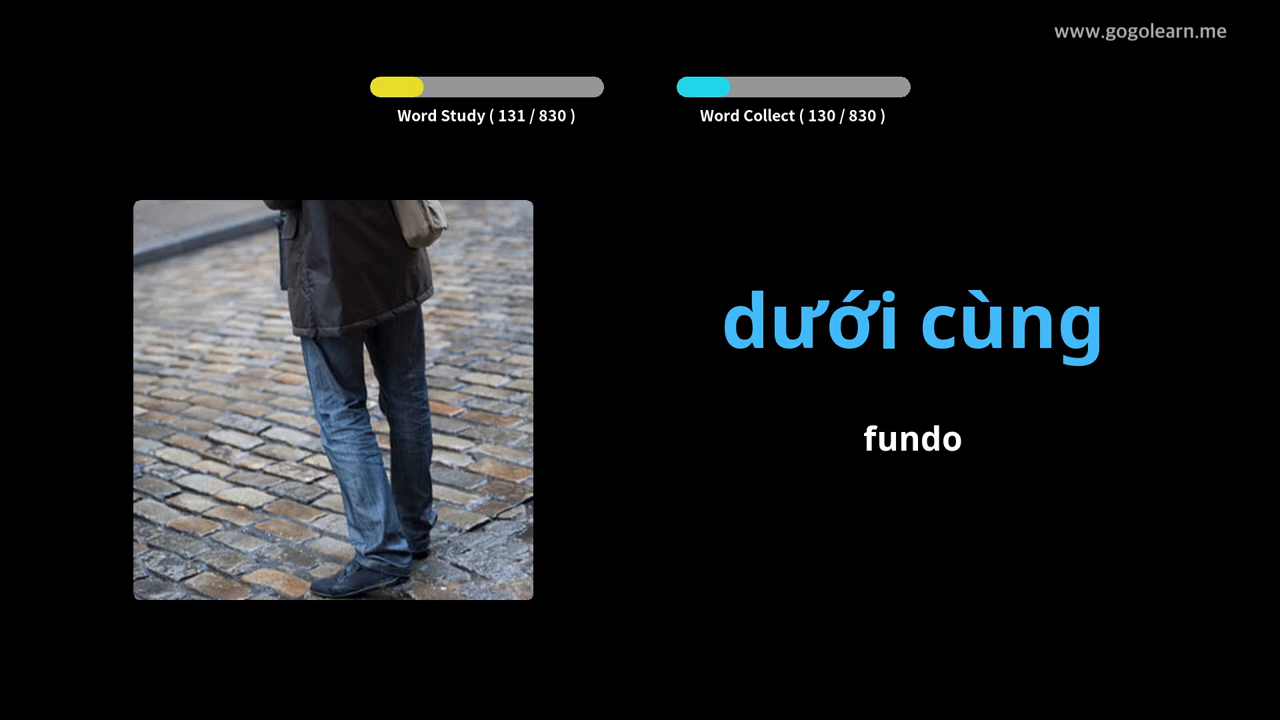 www.gogolearn.me
Word Study ( 131 / 830 )
Word Collect ( 130 / 830 )
dưới cùng
fundo